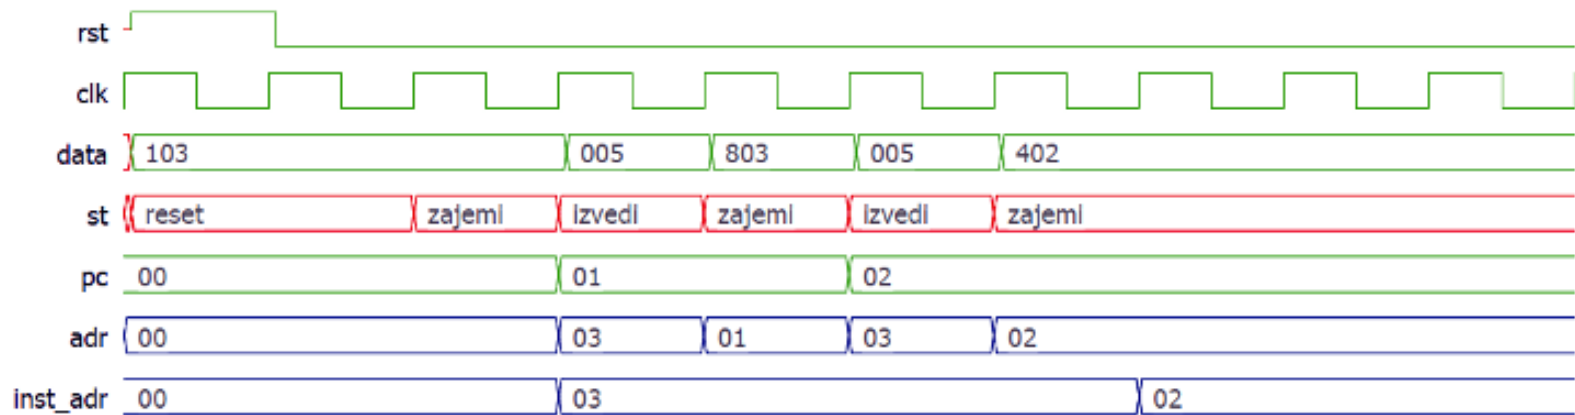 rst
clk
data 103 005 803 005 402
st reset zajemi izvedi zajemi izvedi zajemi
pc 00 01 02
adr 00 03 01 03 02
inst_adr 00 03 02